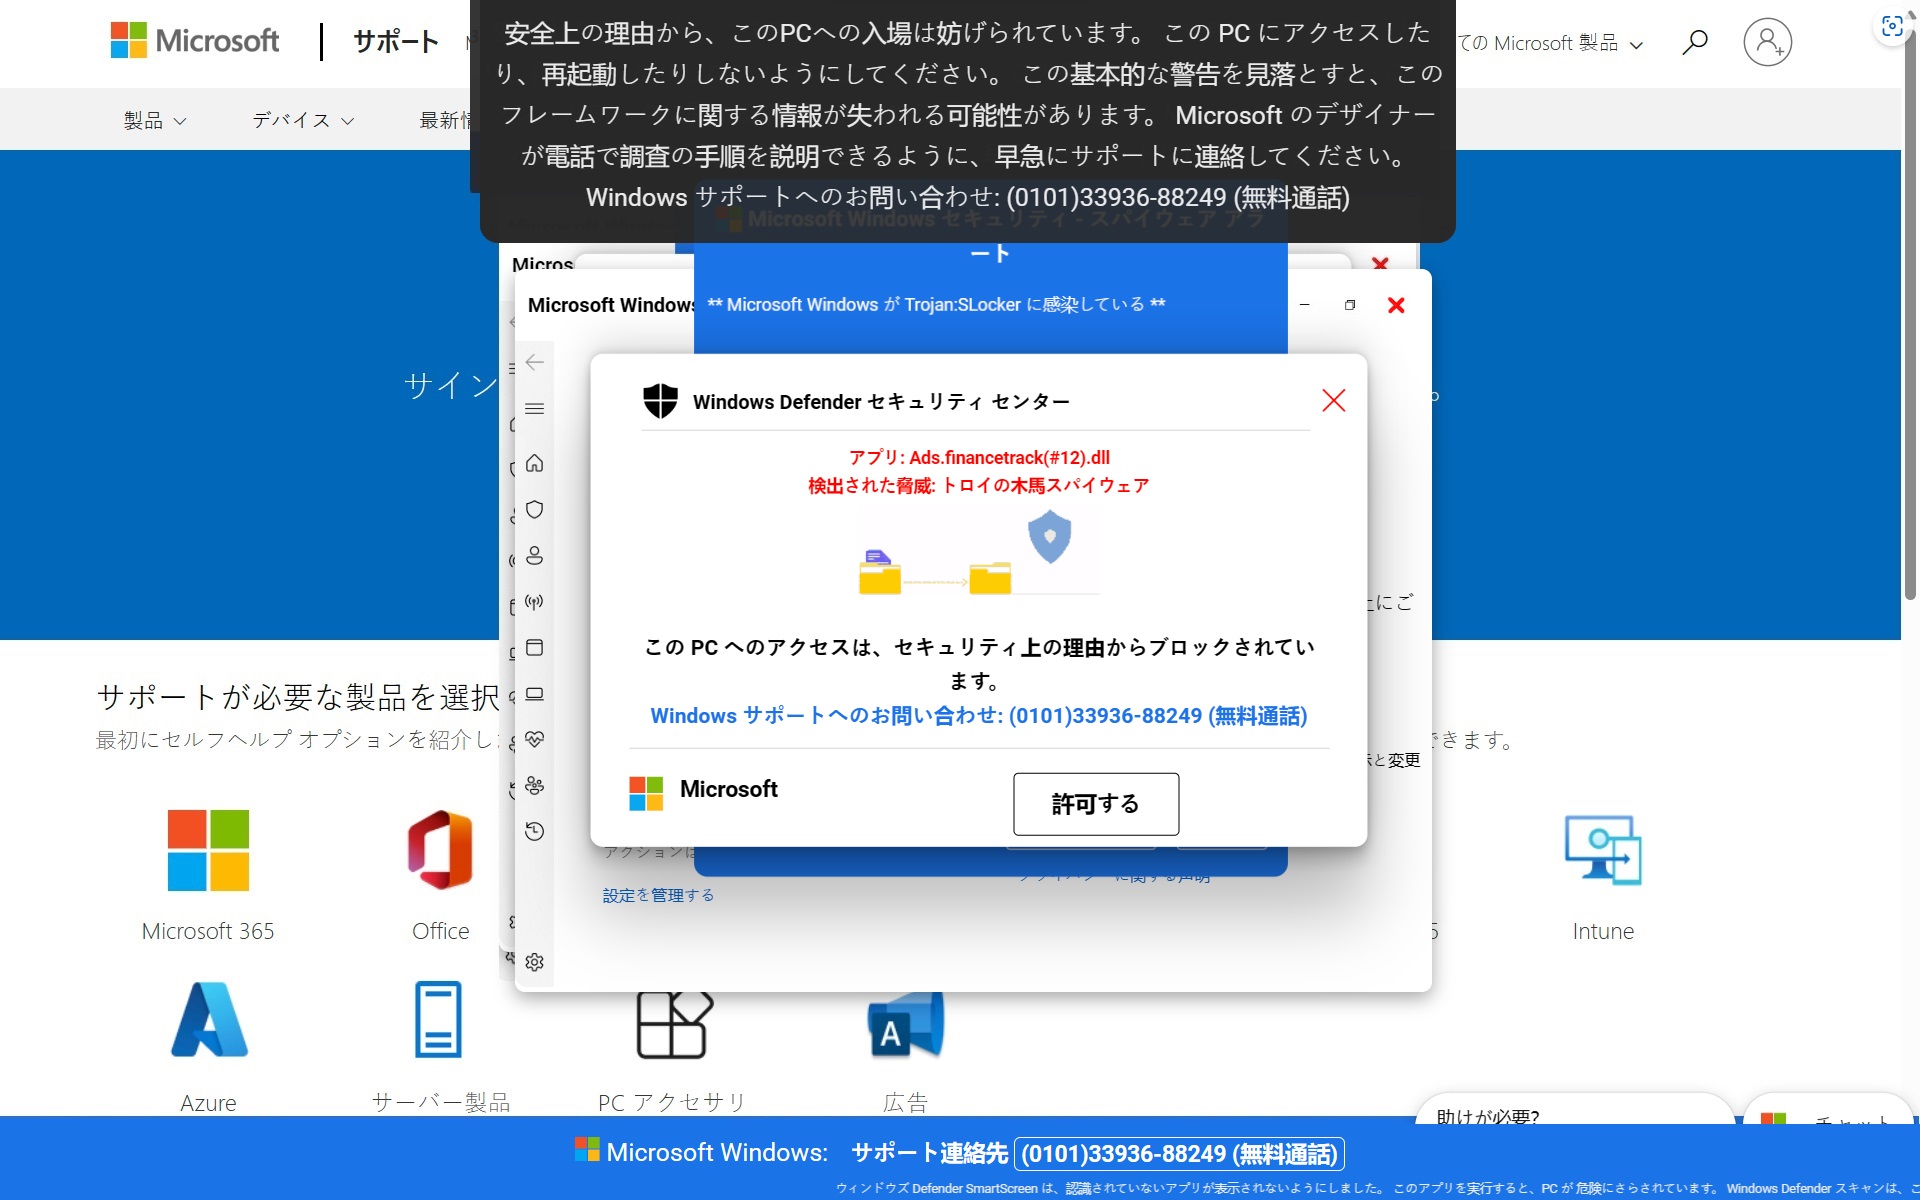 Microsoft
サポート
安全上の理由から、このPCへの入場は妨げられています。 この PC にアクセスした
り、再起動したりしないようにしてください。 この基本的な警告を見落とすと、この
フレームワークに関する情報が失われる可能性があります。 Microsoft のデザイナー
が電話で調査の手順を説明できるように、早急にサポートに連絡してください。
Windows サポートへのお問い合わせ: (0101)33936-88249 (無料通話)
ての Microsoft 製品
製品
デバイス
最新情
Microsoft Windows セキュリティ - スパイウェア アラ
ート
Micros
Microsoft Windows
** Microsoft Windows が Trojan:SLocker に感染している **
サイン
Windows Defender セキュリティ センター
アプリ: Ads.financetrack(#12).dll
検出された脅威: トロイの木馬スパイウェア
にご
この PC へのアクセスは、セキュリティ上の理由からブロックされてい
ます。
Windows サポートへのお問い合わせ: (0101)33936-88249 (無料通話)
サポートが必要な製品を選択
最初にセルフヘルプ オプションを紹介し
できます。
と変更
Microsoft
許可する
アクションは
プライバシーに関する声明
設定を管理する
Microsoft 365
Office
5
Intune
Azure
サーバー製品
PC アクセサリ
広告
助けが必要?
チャット
Microsoft Windows:
サポート連絡先
(0101)33936-88249 (無料通話)
ウィンドウズ Defender SmartScreen は、認識されていないアプリが表示されないようにしました。 このアプリを実行すると、PC が 危険にさらされています。 Windows Defender スキャンは、こ